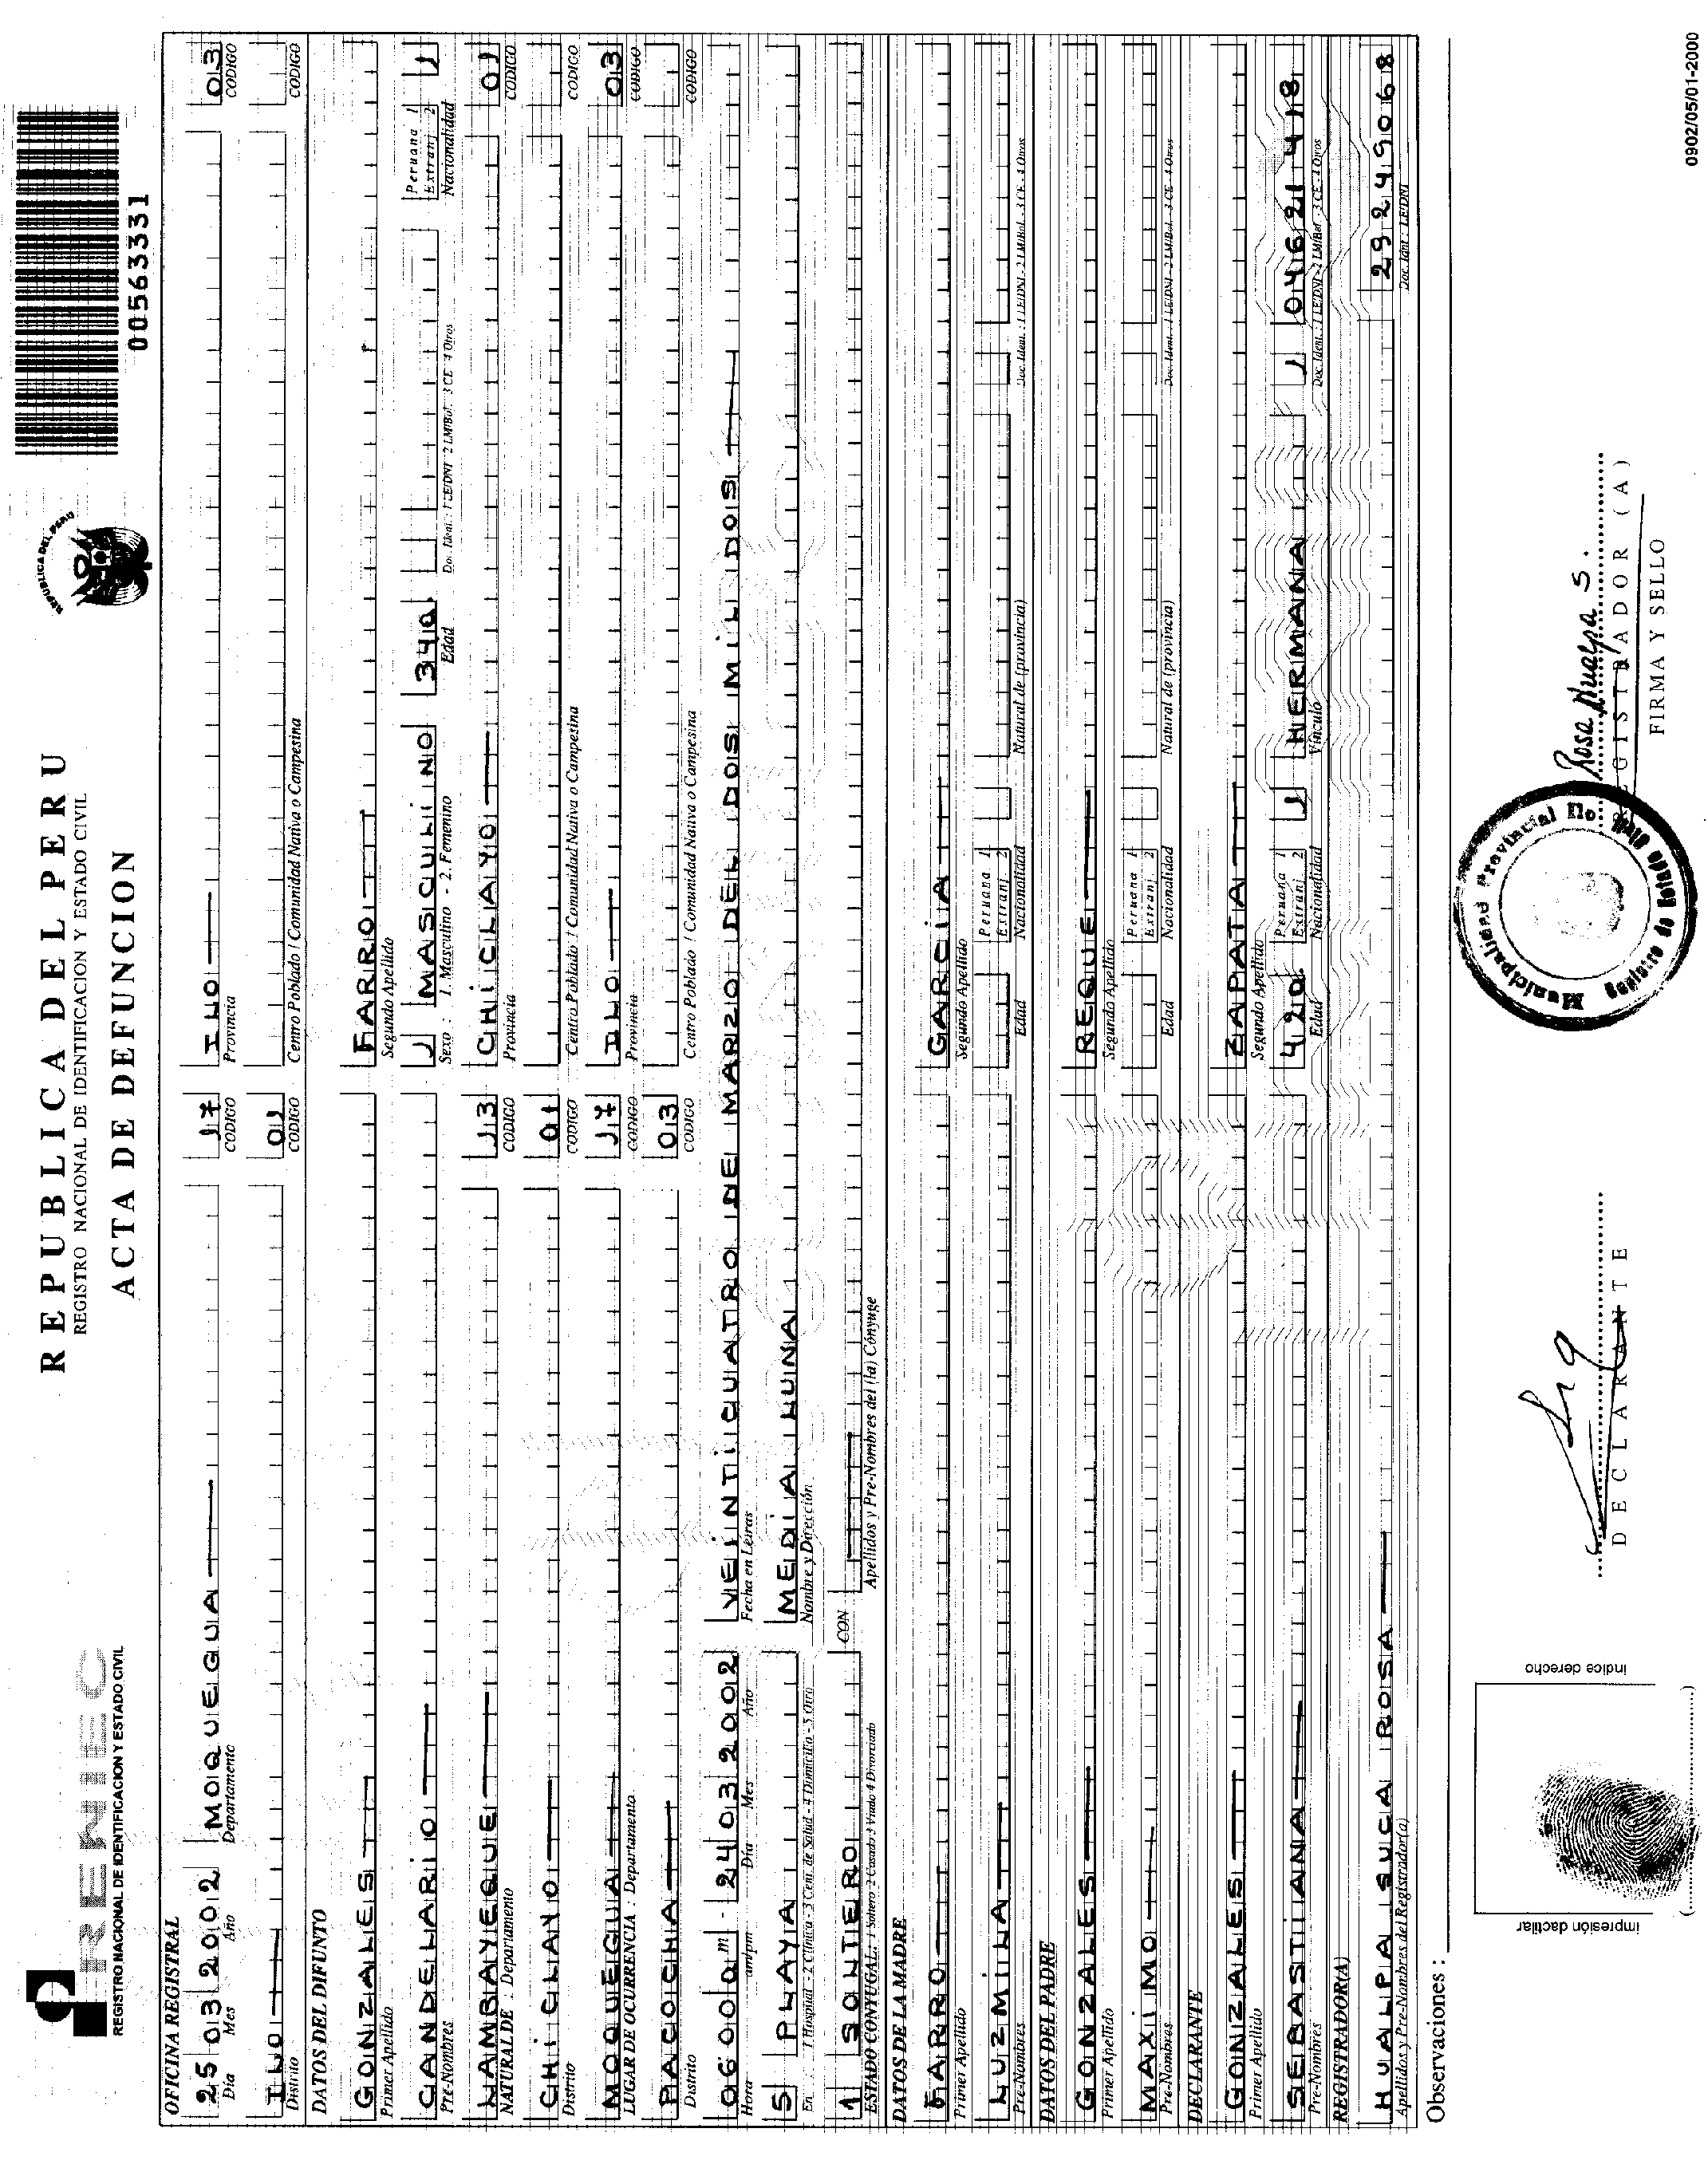 RENIEC
REGISTRO NACIONAL DE IDENTIFICACION Y ESTADO CIVIL
REPUBLICA DEL PERU
REGISTRO NACIONAL DE IDENTIFICACION Y ESTADO CIVIL
ACTA DE DEFUNCION
REPUBLICA DEL PERU
00563331
OFICINA REGISTRAL
25 03 2002 MOQUEGUA 17 ILO 03
Día Mes Año Departamento CODIGO Provincia CODIGO
ILO 01
Distrito CODIGO Centro Poblado / Comunidad Nativa o Campesina CODIGO
DATOS DEL DIFUNTO
GONZALES FARRO
Primer Apellido Segundo Apellido
CANDELARIO 1 MASCULINO 34a. Peruana 1 Extranj 2 1
Pre-Nombres Sexo : 1. Masculino - 2. Femenino Edad Doc. Ident.: 1 LE/DNI 2 LM/Bol. 3 CE 4 Otros Nacionalidad
LAMBAYEQUE 13 CHICLAYO 01
NATURAL DE : Departamento CODIGO Provincia CODIGO
CHICLAYO 01
Distrito CODIGO Centro Poblado / Comunidad Nativa o Campesina CODIGO
MOQUEGUA 17 ILO 03
LUGAR DE OCURRENCIA : Departamento CODIGO Provincia CODIGO
PACOCHA 03
Distrito CODIGO Centro Poblado / Comunidad Nativa o Campesina CODIGO
0600am 24 03 2002 VEINTICUATRO DE MARZO DEL DOS MIL DOS
Hora am/pm Día Mes Año Fecha en Letras
5 PLAYA MEDIA LUNA
En : 1 Hospital - 2 Clínica - 3 Cent. de Salud - 4 Domicilio - 5 Otro Nombre y Dirección
1 SOLTERO CON
ESTADO CONYUGAL: 1 Soltero 2 Casado 3 Viudo 4 Divorciado Apellidos y Pre-Nombres del (la) Cónyuge
DATOS DE LA MADRE
FARRO GARCIA
Primer Apellido Segundo Apellido
LUZMILA Peruana 1 Extranj 2
Pre-Nombres Edad Nacionalidad Natural de (provincia) Doc. Ident.: 1 LE/DNI - 2 LM/Bol - 3 CE - 4 Otros
DATOS DEL PADRE
GONZALES REQUE
Primer Apellido Segundo Apellido
MAXIMO Peruana 1 Extranj 2
Pre-Nombres Edad Nacionalidad Natural de (provincia) Doc. Ident.: 1 LE/DNI - 2 LM/Bol - 3 CE - 4 Otros
DECLARANTE
GONZALES ZAPATA
Primer Apellido Segundo Apellido
SEBASTIANA 42a. Peruana 1 Extranj 2 1 HERMANA 1 04621418
Pre-Nombres Edad Nacionalidad Vínculo Doc. Ident.: 1 LE/DNI - 2 LM/Bol - 3 CE - 4 Otros
REGISTRADOR(A)
HUALPA SUCA ROSA 29249068
Apellidos y Pre-Nombres del Registrador(a) Doc. Idnt.: LE/DNI
Observaciones :
impresión dactilar
índice derecho
DECLARANTE
Municipalidad Provincial Ilo
Registro de Estado
Rosa Hualpa S.
REGISTRADOR (A)
FIRMA Y SELLO
0902/05/01-2000